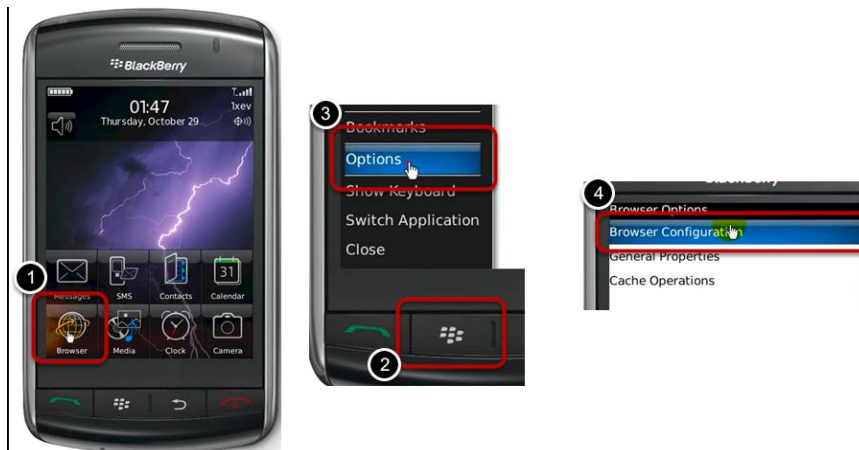 BlackBerry
01:47
1xev
Thursday, October 29
31
1
Messages
SMS
Contacts
Calendar
Browser
Media
Clock
Camera
3
Bookmarks
Options
Show Keyboard
Switch Application
Close
2
4
BlackBerry
Browser Options
Browser Configuration
General Properties
Cache Operations